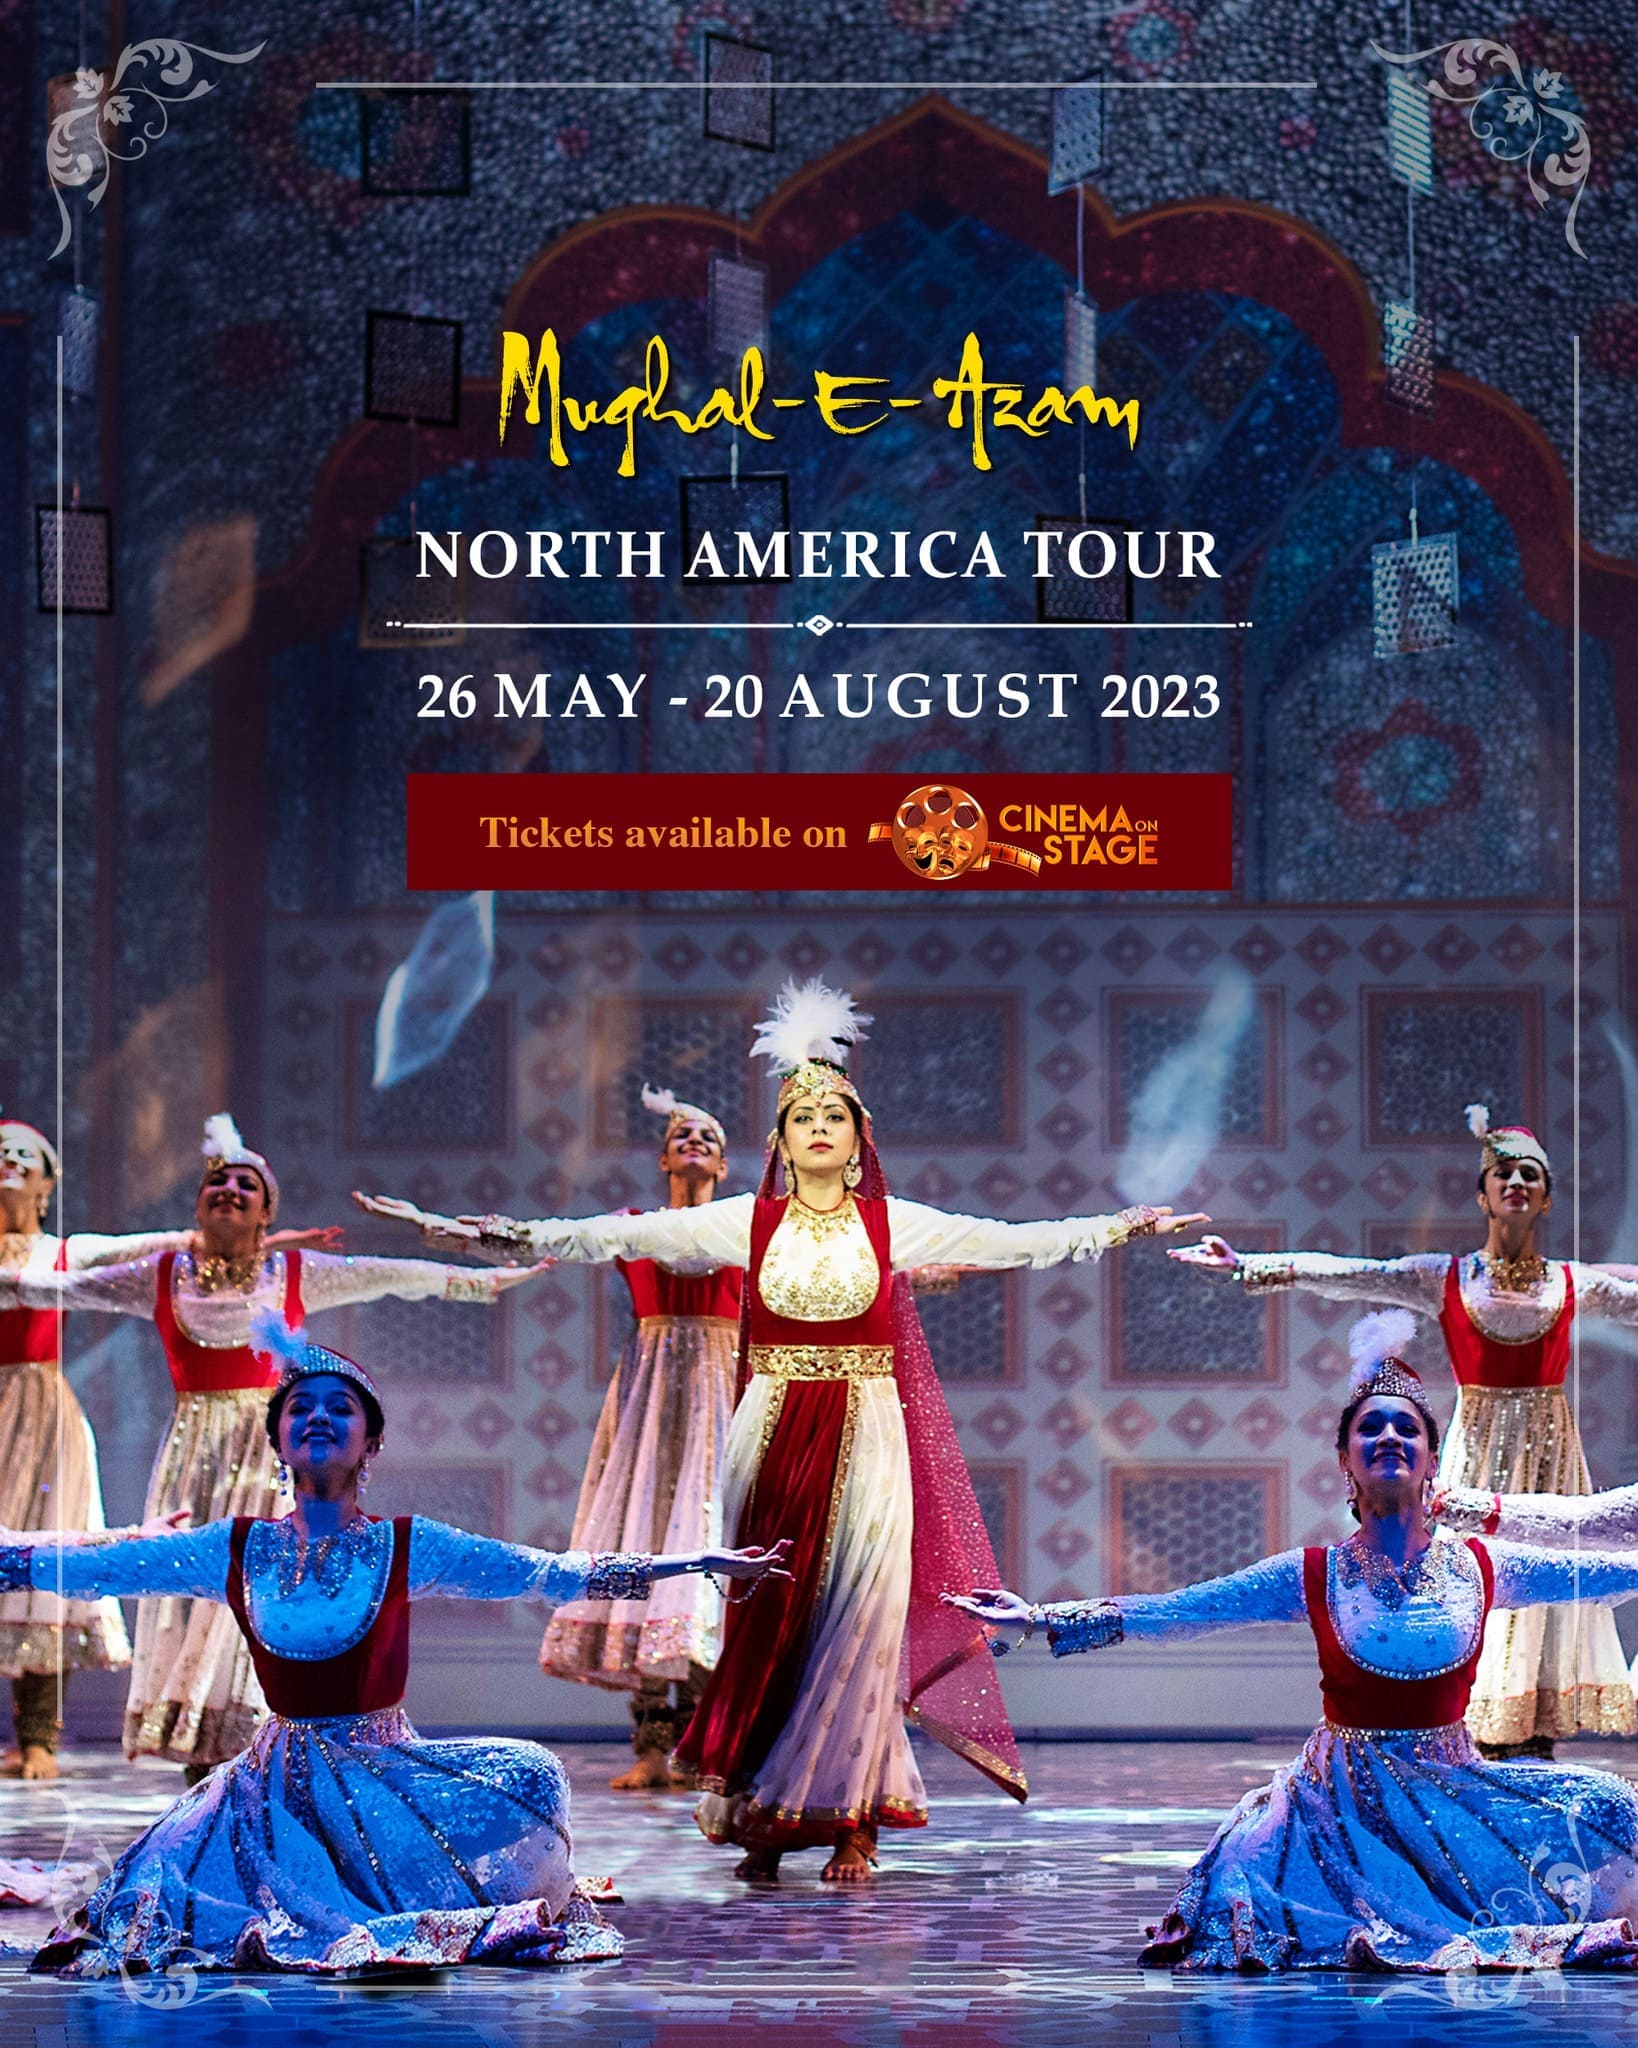 Mughal-E-Azam
NORTH AMERICA TOUR
26 MAY - 20 AUGUST 2023
Tickets available on
CINEMA ON
STAGE